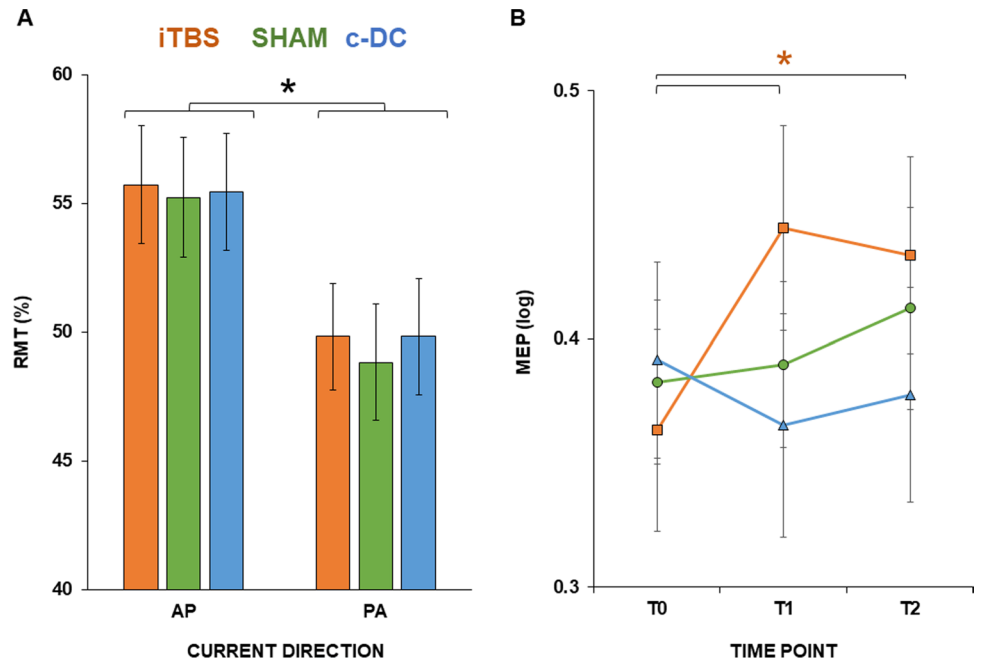 A
iTBS SHAM c-DC
60
55
50
45
40
RMT (%)
*
AP PA
CURRENT DIRECTION
B
*
0.5
0.4
0.3
MEP (log)
T0 T1 T2
TIME POINT